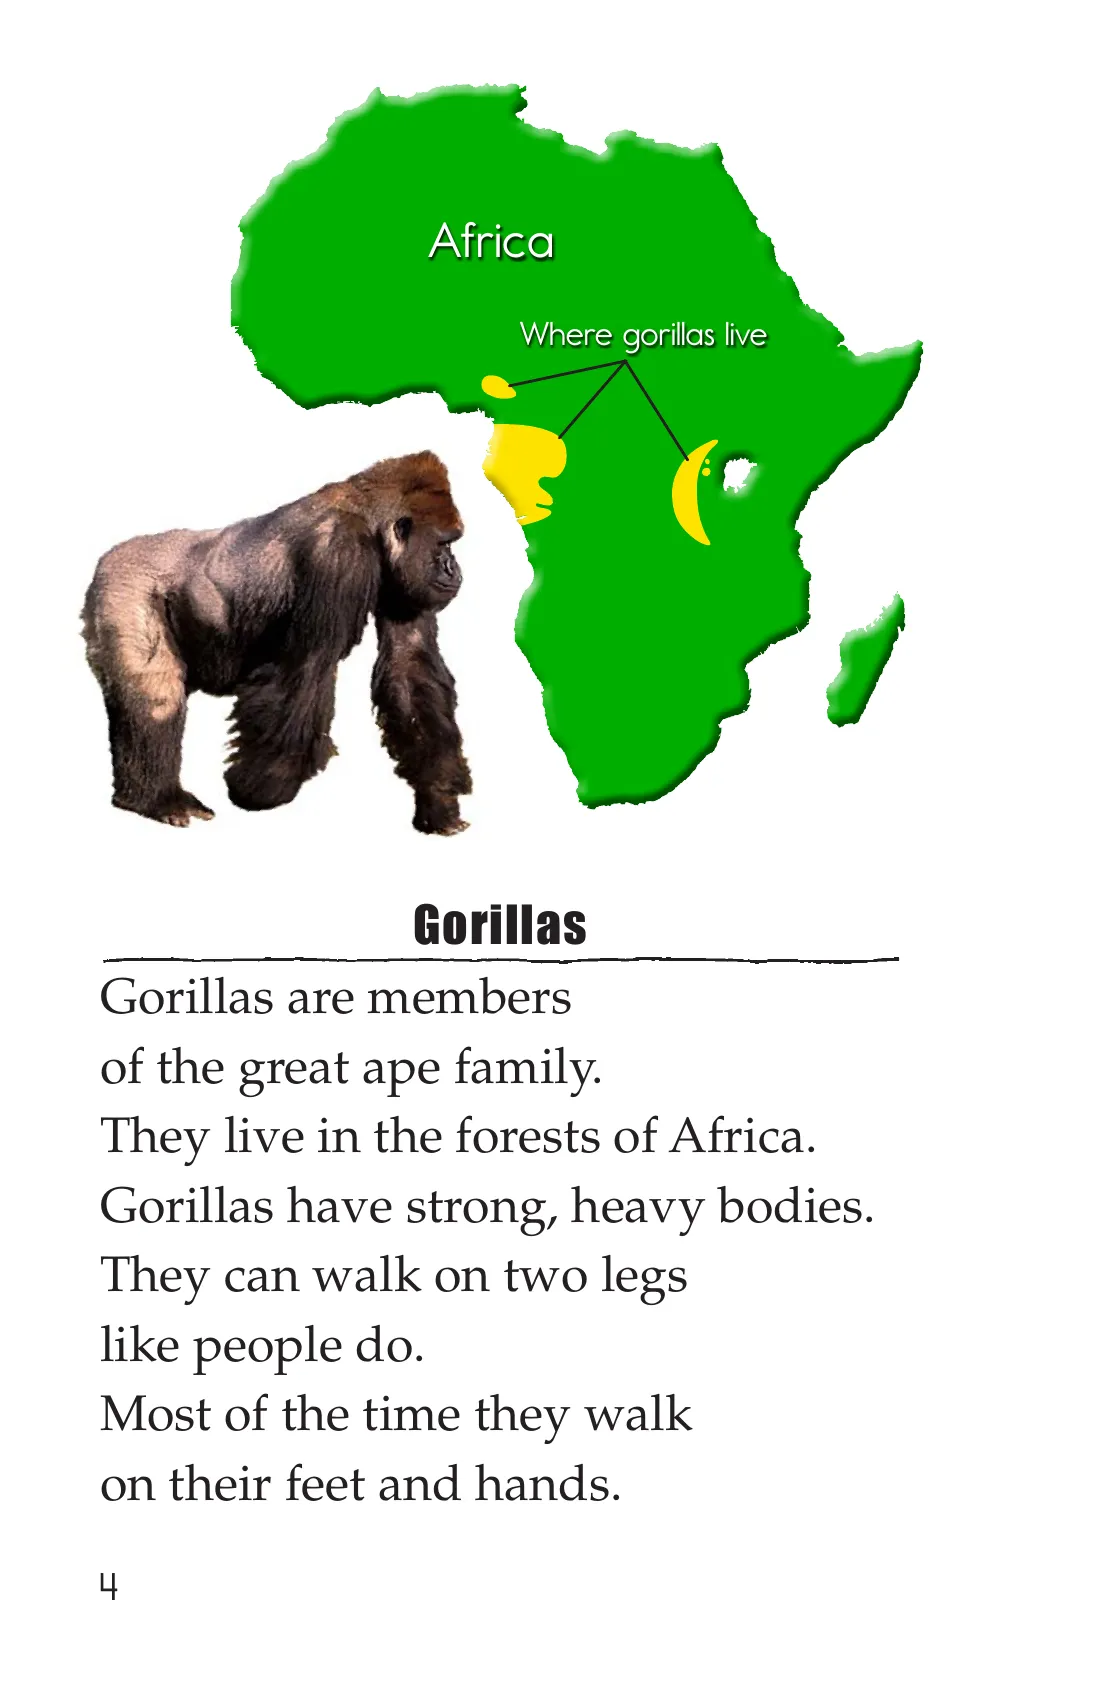 Africa
Where gorillas live
Gorillas
Gorillas are members
of the great ape family.
They live in the forests of Africa.
Gorillas have strong, heavy bodies.
They can walk on two legs
like people do.
Most of the time they walk
on their feet and hands.
4